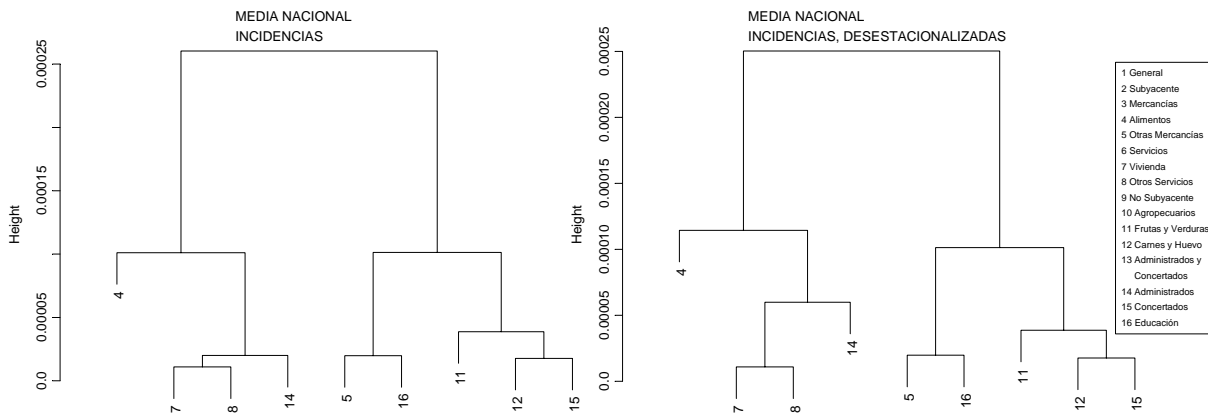 MEDIA NACIONAL
INCIDENCIAS
Height
0.00025
0.00015
0.00005
0.0
4
7
8
14
5
16
11
12
15
MEDIA NACIONAL
INCIDENCIAS, DESESTACIONALIZADAS
Height
0.00025
0.00020
0.00015
0.00010
0.00005
0.0
4
7
8
14
5
16
11
12
15
1 General
2 Subyacente
3 Mercancías
4 Alimentos
5 Otras Mercancías
6 Servicios
7 Vivienda
8 Otros Servicios
9 No Subyacente
10 Agropecuarios
11 Frutas y Verduras
12 Carnes y Huevo
13 Administrados y
Concertados
14 Administrados
15 Concertados
16 Educación